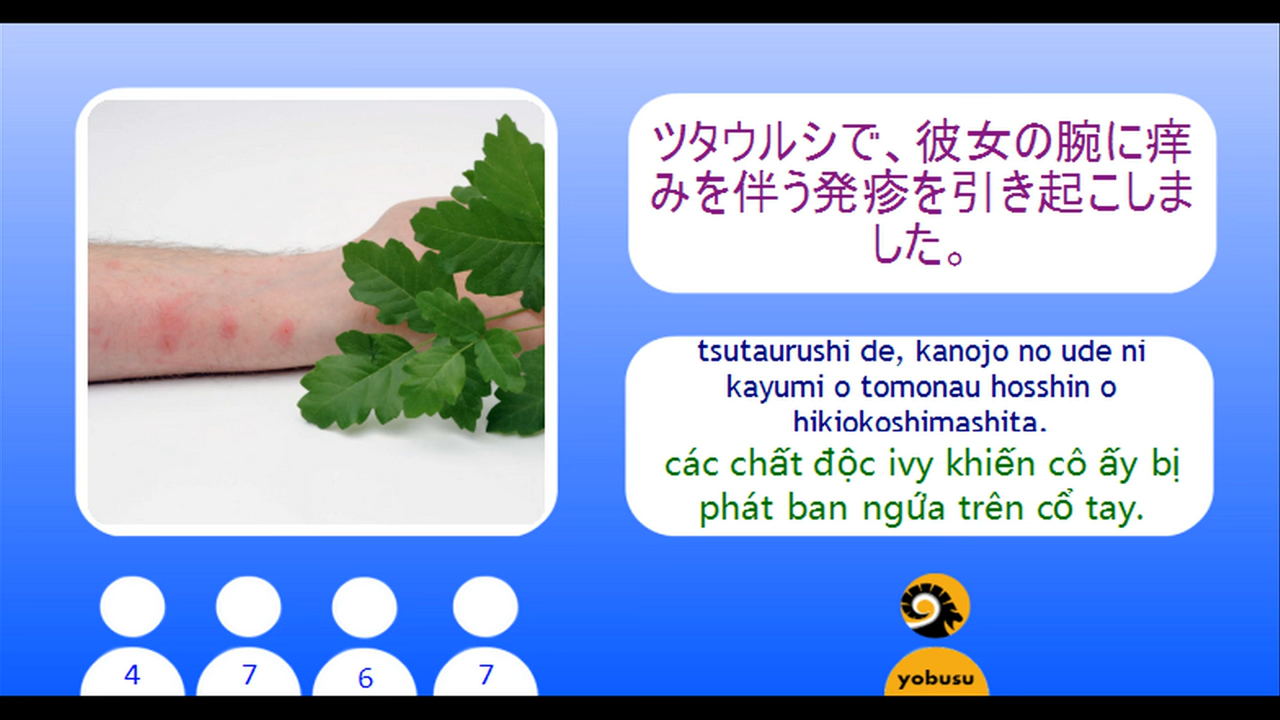 ツタウルシで、彼女の腕に痒
みを伴う発疹を引き起こしま
した。
tsutaurushi de, kanojo no ude ni
kayumi o tomonau hosshin o
hikiokoshimashita.
các chất độc ivy khiến cô ấy bị
phát ban ngứa trên cổ tay.
4 7 6 7
yobusu